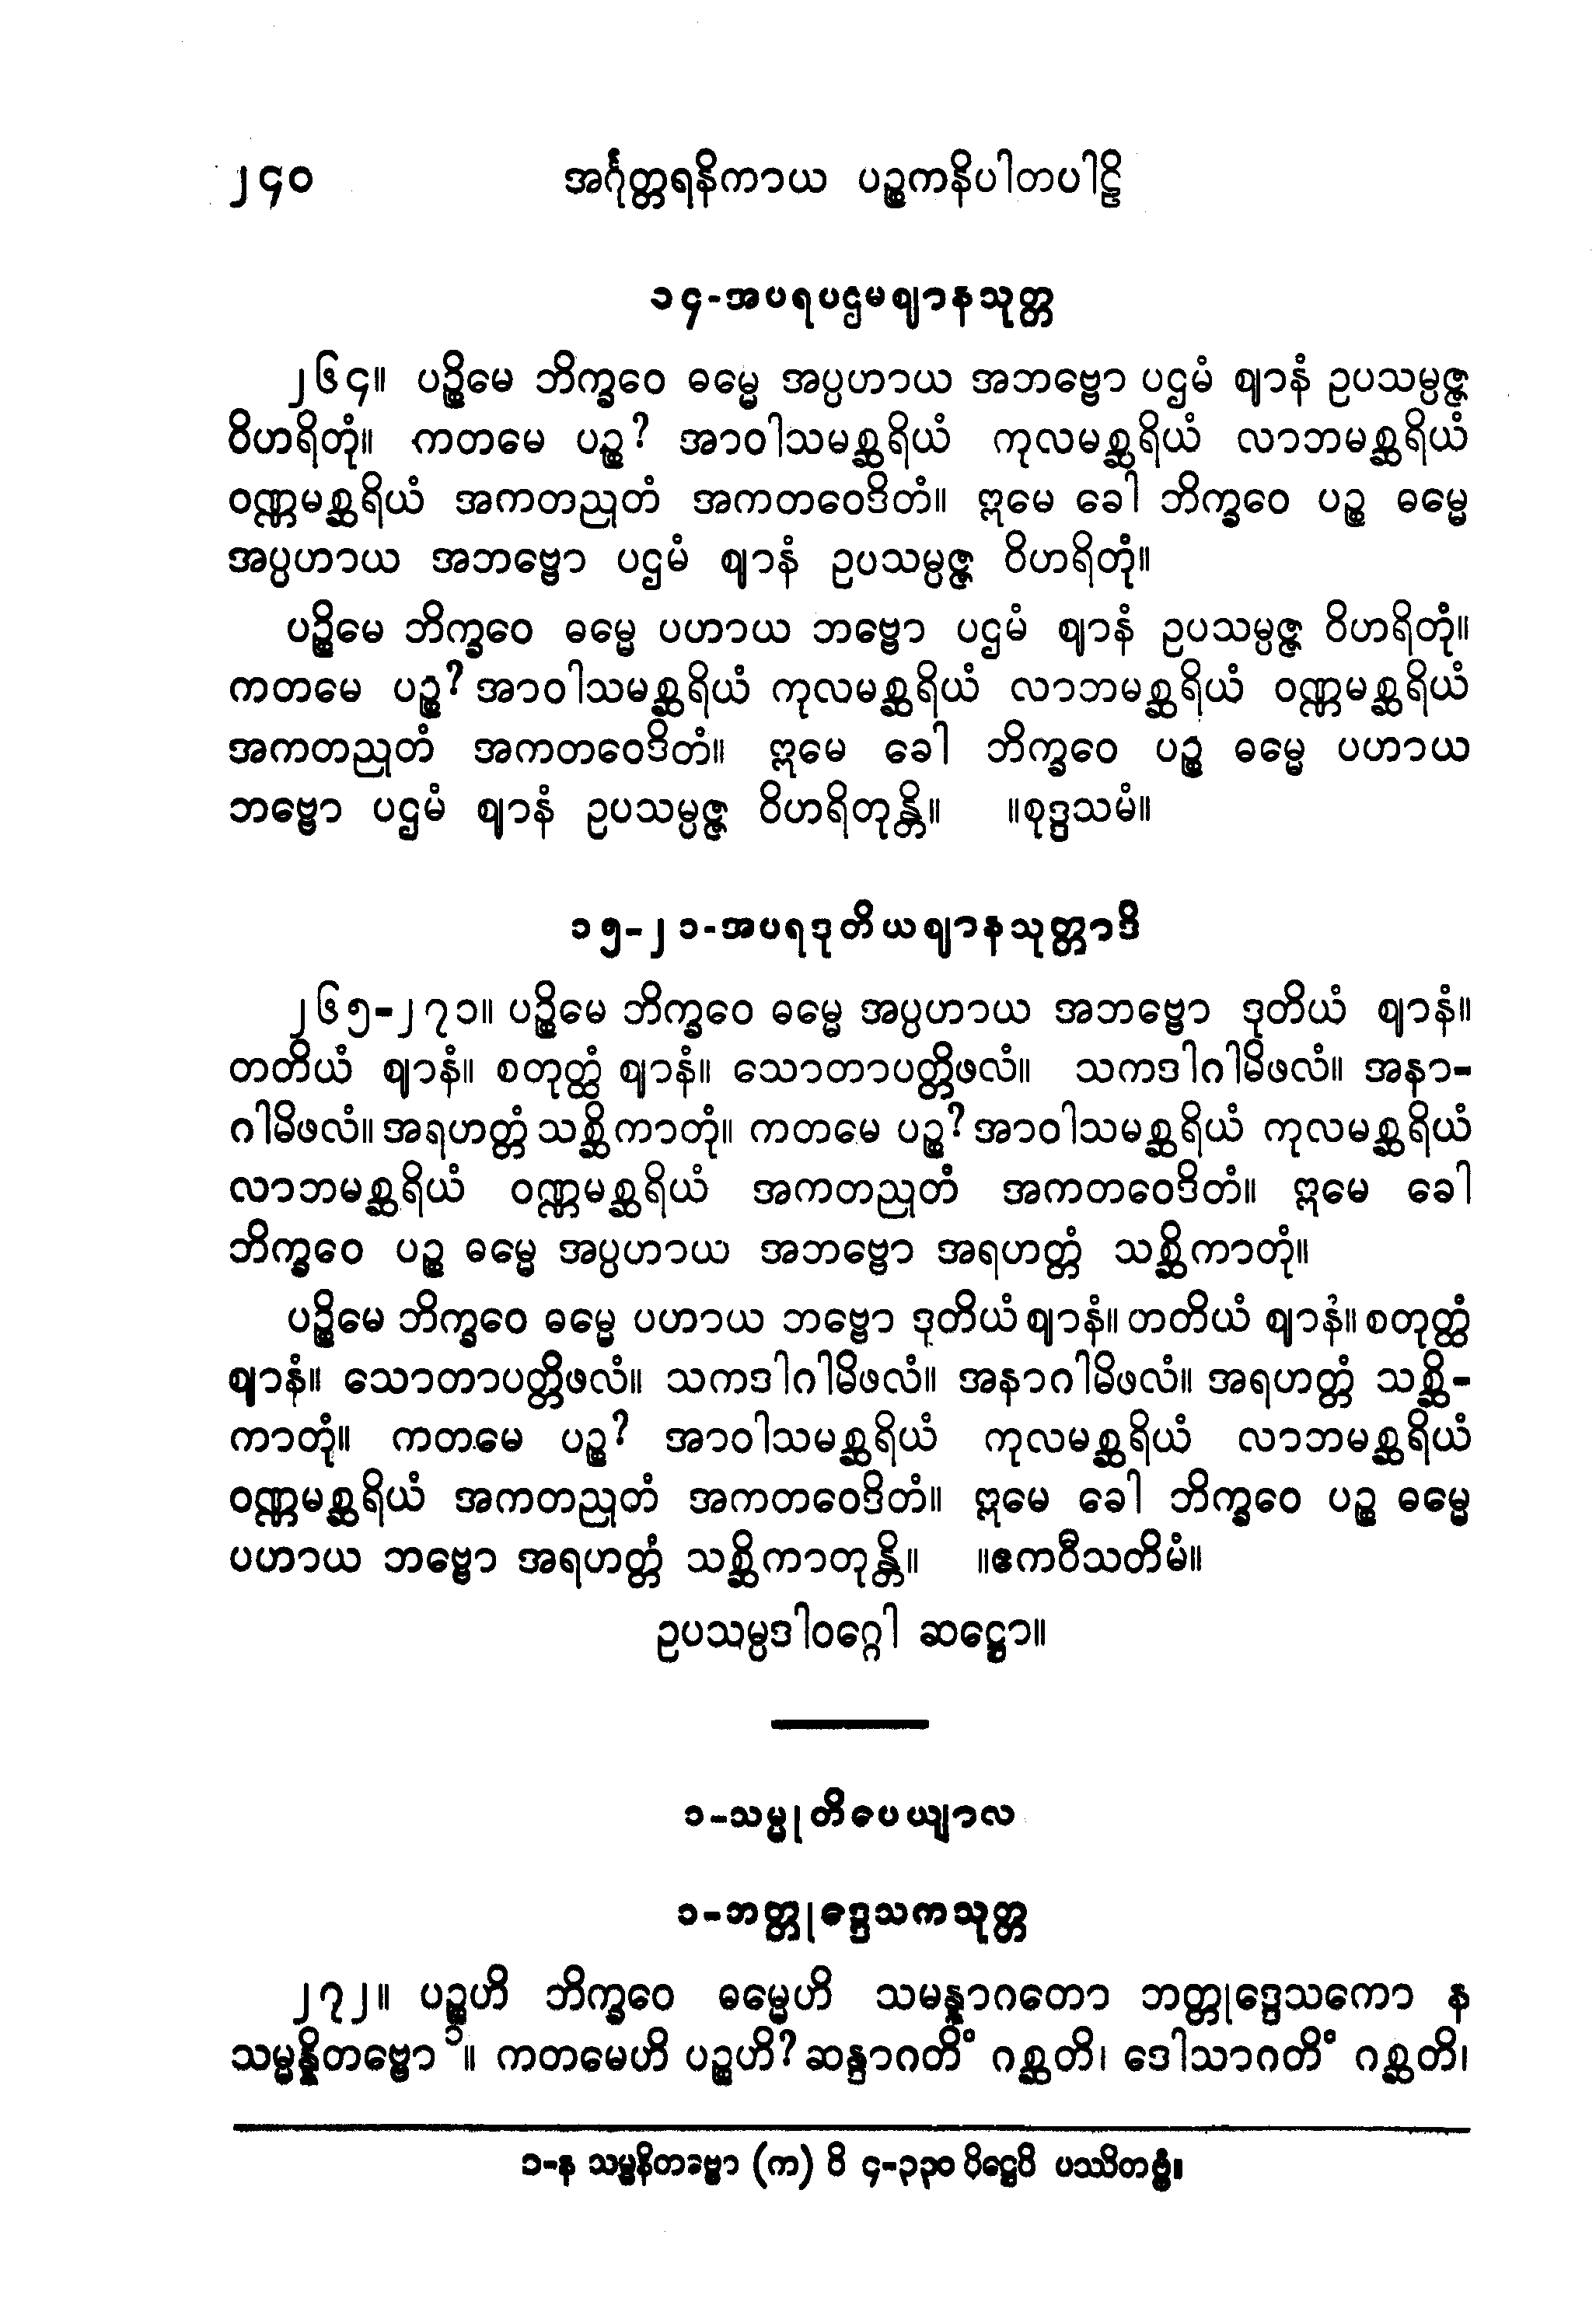 ၂၄၀ အင်္ဂုတ္တရနိကာယ ပဉ္စကနိပါတပါဠိ
၁၄-အပရပဌမဈာနသုတ္တ
၂၆၄။ ပဉ္စိမေ ဘိက္ခဝေ ဓမ္မေ အပ္ပဟာယ အဘဗ္ဗော ပဌမံ ဈာနံ ဥပသမ္ပဇ္ဇ
ဝိဟရိတုံ။ ကတမေ ပဉ္စ? အာဝါသမစ္ဆရိယံ ကုလမစ္ဆရိယံ လာဘမစ္ဆရိယံ
ဝဏ္ဏမစ္ဆရိယံ အကတညုတံ အကတဝေဒိတံ။ ဣမေ ခေါ ဘိက္ခဝေ ပဉ္စ ဓမ္မေ
အပ္ပဟာယ အဘဗ္ဗော ပဌမံ ဈာနံ ဥပသမ္ပဇ္ဇ ဝိဟရိတုံ။
ပဉ္စိမေ ဘိက္ခဝေ ဓမ္မေ ပဟာယ ဘဗ္ဗော ပဌမံ ဈာနံ ဥပသမ္ပဇ္ဇ ဝိဟရိတုံ။
ကတမေ ပဉ္စ? အာဝါသမစ္ဆရိယံ ကုလမစ္ဆရိယံ လာဘမစ္ဆရိယံ ဝဏ္ဏမစ္ဆရိယံ
အကတညုတံ အကတဝေဒိတံ။ ဣမေ ခေါ ဘိက္ခဝေ ပဉ္စ ဓမ္မေ ပဟာယ
ဘဗ္ဗော ပဌမံ ဈာနံ ဥပသမ္ပဇ္ဇ ဝိဟရိတုန္တိ။ ။စုဒ္ဒသမံ။
၁၅-၂၁-အပရဒုတိယဈာနသုတ္တာဒိ
၂၆၅-၂၇၁။ ပဉ္စိမေ ဘိက္ခဝေ ဓမ္မေ အပ္ပဟာယ အဘဗ္ဗော ဒုတိယံ ဈာနံ။
တတိယံ ဈာနံ။ စတုတ္ထံ ဈာနံ။ သောတာပတ္တိဖလံ။ သကဒါဂါမိဖလံ။ အနာ-
ဂါမိဖလံ။ အရဟတ္တံ သစ္ဆိကာတုံ။ ကတမေ ပဉ္စ? အာဝါသမစ္ဆရိယံ ကုလမစ္ဆရိယံ
လာဘမစ္ဆရိယံ ဝဏ္ဏမစ္ဆရိယံ အကတညုတံ အကတဝေဒိတံ။ ဣမေ ခေါ
ဘိက္ခဝေ ပဉ္စ ဓမ္မေ အပ္ပဟာယ အဘဗ္ဗော အရဟတ္တံ သစ္ဆိကာတုံ။
ပဉ္စိမေ ဘိက္ခဝေ ဓမ္မေ ပဟာယ ဘဗ္ဗော ဒုတိယံ ဈာနံ။ တတိယံ ဈာနံ။ စတုတ္ထံ
ဈာနံ။ သောတာပတ္တိဖလံ။ သကဒါဂါမိဖလံ။ အနာဂါမိဖလံ။ အရဟတ္တံ သစ္ဆိ-
ကာတုံ။ ကတမေ ပဉ္စ? အာဝါသမစ္ဆရိယံ ကုလမစ္ဆရိယံ လာဘမစ္ဆရိယံ
ဝဏ္ဏမစ္ဆရိယံ အကတညုတံ အကတဝေဒိတံ။ ဣမေ ခေါ ဘိက္ခဝေ ပဉ္စ ဓမ္မေ
ပဟာယ ဘဗ္ဗော အရဟတ္တံ သစ္ဆိကာတုန္တိ။ ။ဧကဝီသတိမံ။
ဥပသမ္ပဒါဝဂ္ဂေါ ဆဋ္ဌော။
၁-သမ္မုတိပေယျာလ
၁-ဘတ္တုဒ္ဒေသကသုတ္တ
၂၇၂။ ပဉ္စဟိ ဘိက္ခဝေ ဓမ္မေဟိ သမန္နာဂတော ဘတ္တုဒ္ဒေသကော န
သမ္မန္နိတဗ္ဗော၁။ ကတမေဟိ ပဉ္စဟိ? ဆန္ဒာဂတိံ ဂစ္ဆတိ၊ ဒေါသာဂတိံ ဂစ္ဆတိ၊
၁-န သမ္မနိတဗ္ဗော (က) ဝိ ၄-၃၃၀ ပိဋ္ဌေပိ ပဿိတဗ္ဗံ။